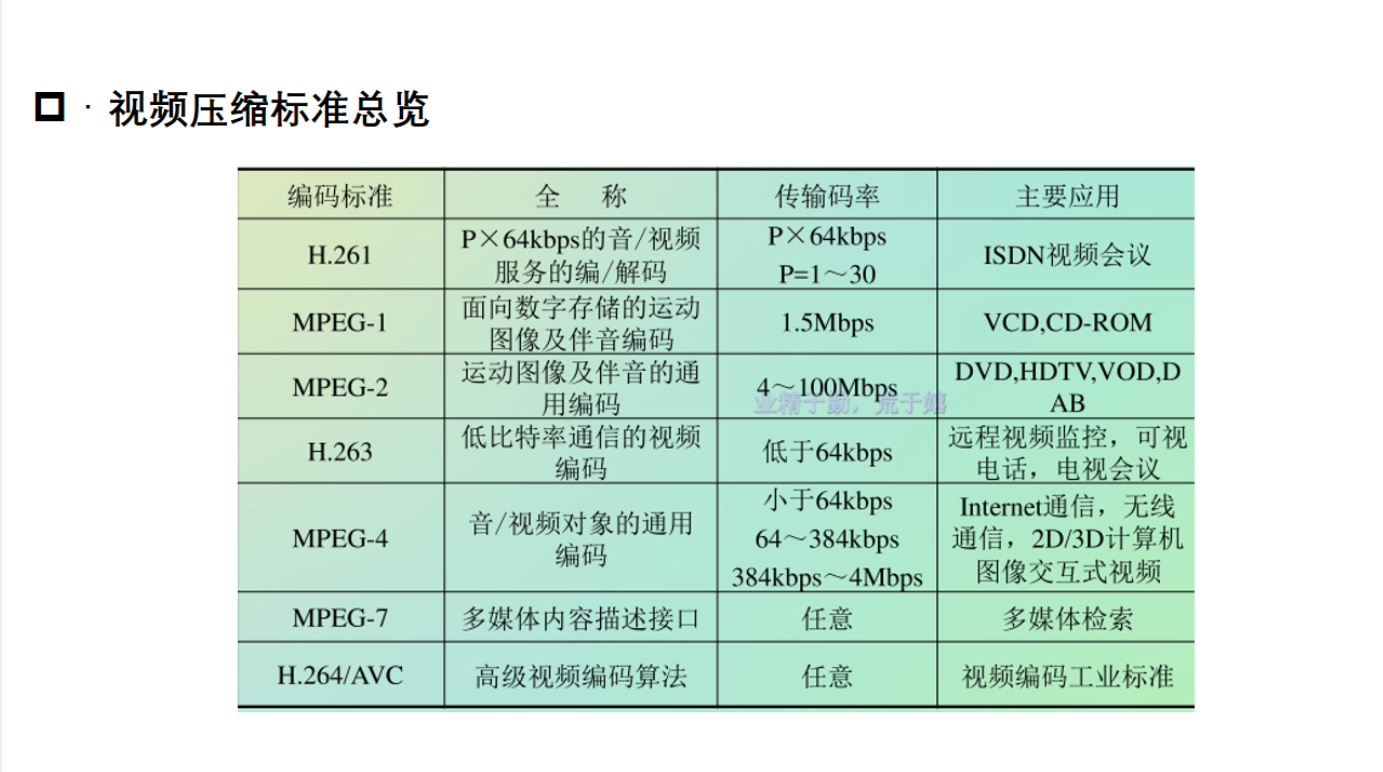 · 视频压缩标准总览
编码标准 全 称 传输码率 主要应用
H.261 P×64kbps的音/视频服务的编/解码 P×64kbps P=1～30 ISDN视频会议
MPEG-1 面向数字存储的运动图像及伴音编码 1.5Mbps VCD,CD-ROM
MPEG-2 运动图像及伴音的通用编码 4～100Mbps DVD,HDTV,VOD,DAB
业精于勤，荒于嬉
H.263 低比特率通信的视频编码 低于64kbps 远程视频监控，可视电话，电视会议
MPEG-4 音/视频对象的通用编码 小于64kbps 64～384kbps 384kbps～4Mbps Internet通信，无线通信，2D/3D计算机图像交互式视频
MPEG-7 多媒体内容描述接口 任意 多媒体检索
H.264/AVC 高级视频编码算法 任意 视频编码工业标准